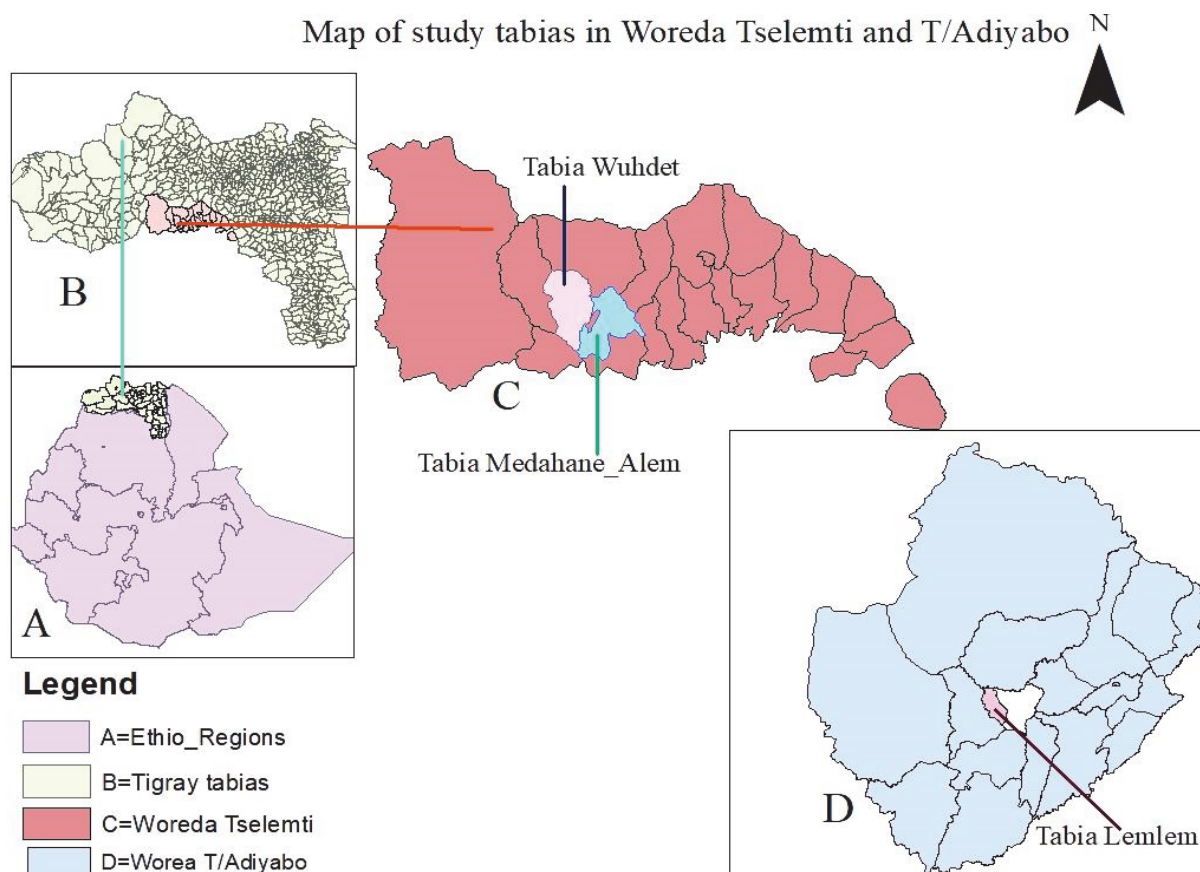 Map of study tabias in Woreda Tselemti and T/Adiyabo
N
Tabia Wuhdet
B
C
Tabia Medahane_Alem
A
D
Tabia Lemlem
Legend
A=Ethio_Regions
B=Tigray tabias
C=Woreda Tselemti
D=Worea T/Adiyabo